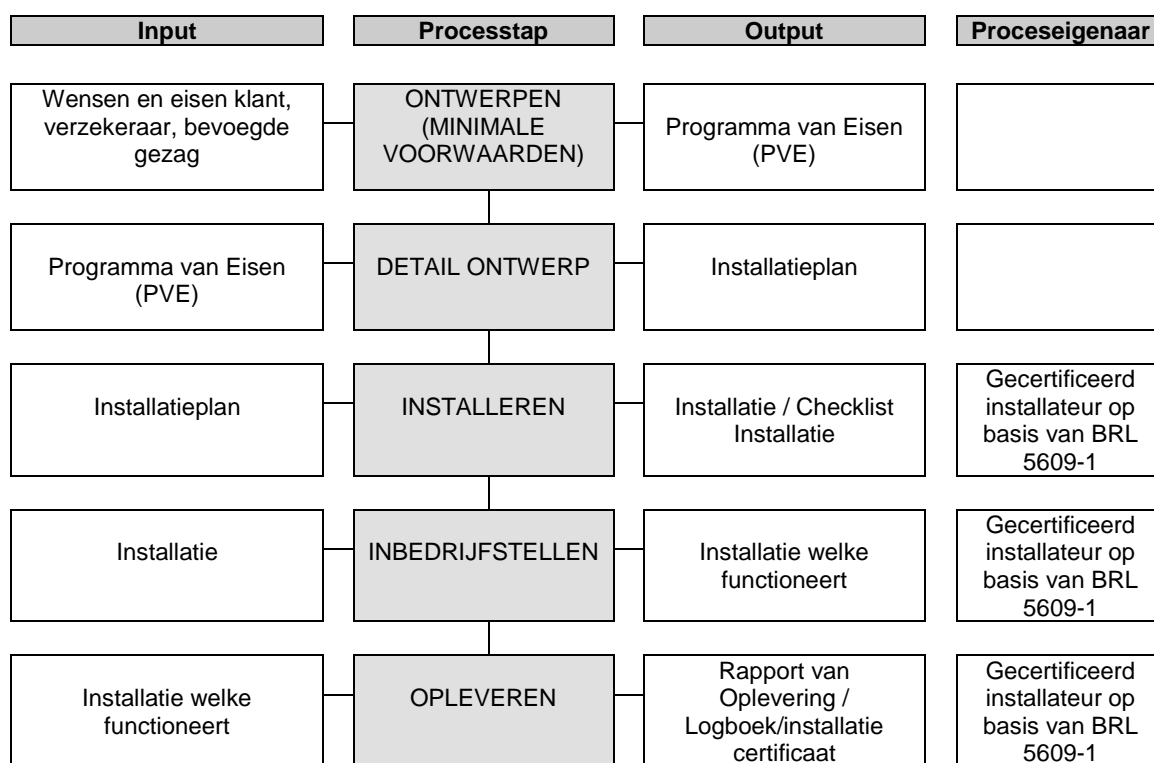 Input
Processtap
Output
Proceseigenaar
Wensen en eisen klant,
verzekeraar, bevoegde
gezag
ONTWERPEN
(MINIMALE
VOORWAARDEN)
Programma van Eisen
(PVE)
Programma van Eisen
(PVE)
DETAIL ONTWERP
Installatieplan
Installatieplan
INSTALLEREN
Installatie / Checklist
Installatie
Gecertificeerd
installateur op
basis van BRL
5609-1
Installatie
INBEDRIJFSTELLEN
Installatie welke
functioneert
Gecertificeerd
installateur op
basis van BRL
5609-1
Installatie welke
functioneert
OPLEVEREN
Rapport van
Oplevering /
Logboek/installatie
certificaat
Gecertificeerd
installateur op
basis van BRL
5609-1